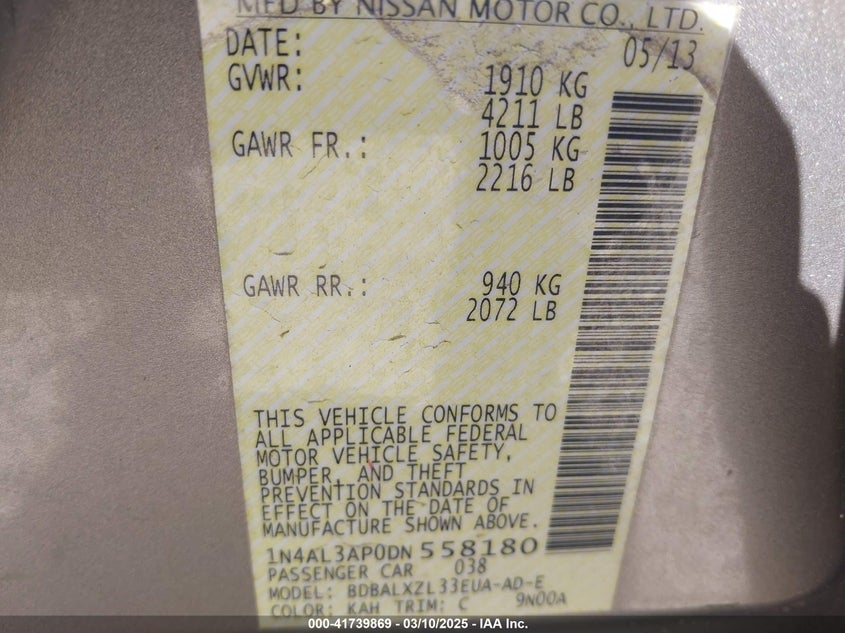 MFD BY NISSAN MOTOR CO., LTD.
DATE: 05/13
GVWR: 1910 KG
4211 LB
GAWR FR.: 1005 KG
2216 LB
GAWR RR.: 940 KG
2072 LB
THIS VEHICLE CONFORMS TO
ALL APPLICABLE FEDERAL
MOTOR VEHICLE SAFETY,
BUMPER, AND THEFT
PREVENTION STANDARDS IN
EFFECT ON THE DATE OF
MANUFACTURE SHOWN ABOVE.
1N4AL3AP0DN 558180
PASSENGER CAR 038
MODEL: BDBALXZL33EUA-AD-E
COLOR: KAH TRIM: C 9N00A
000-41739869 - 03/10/2025 - IAA Inc.